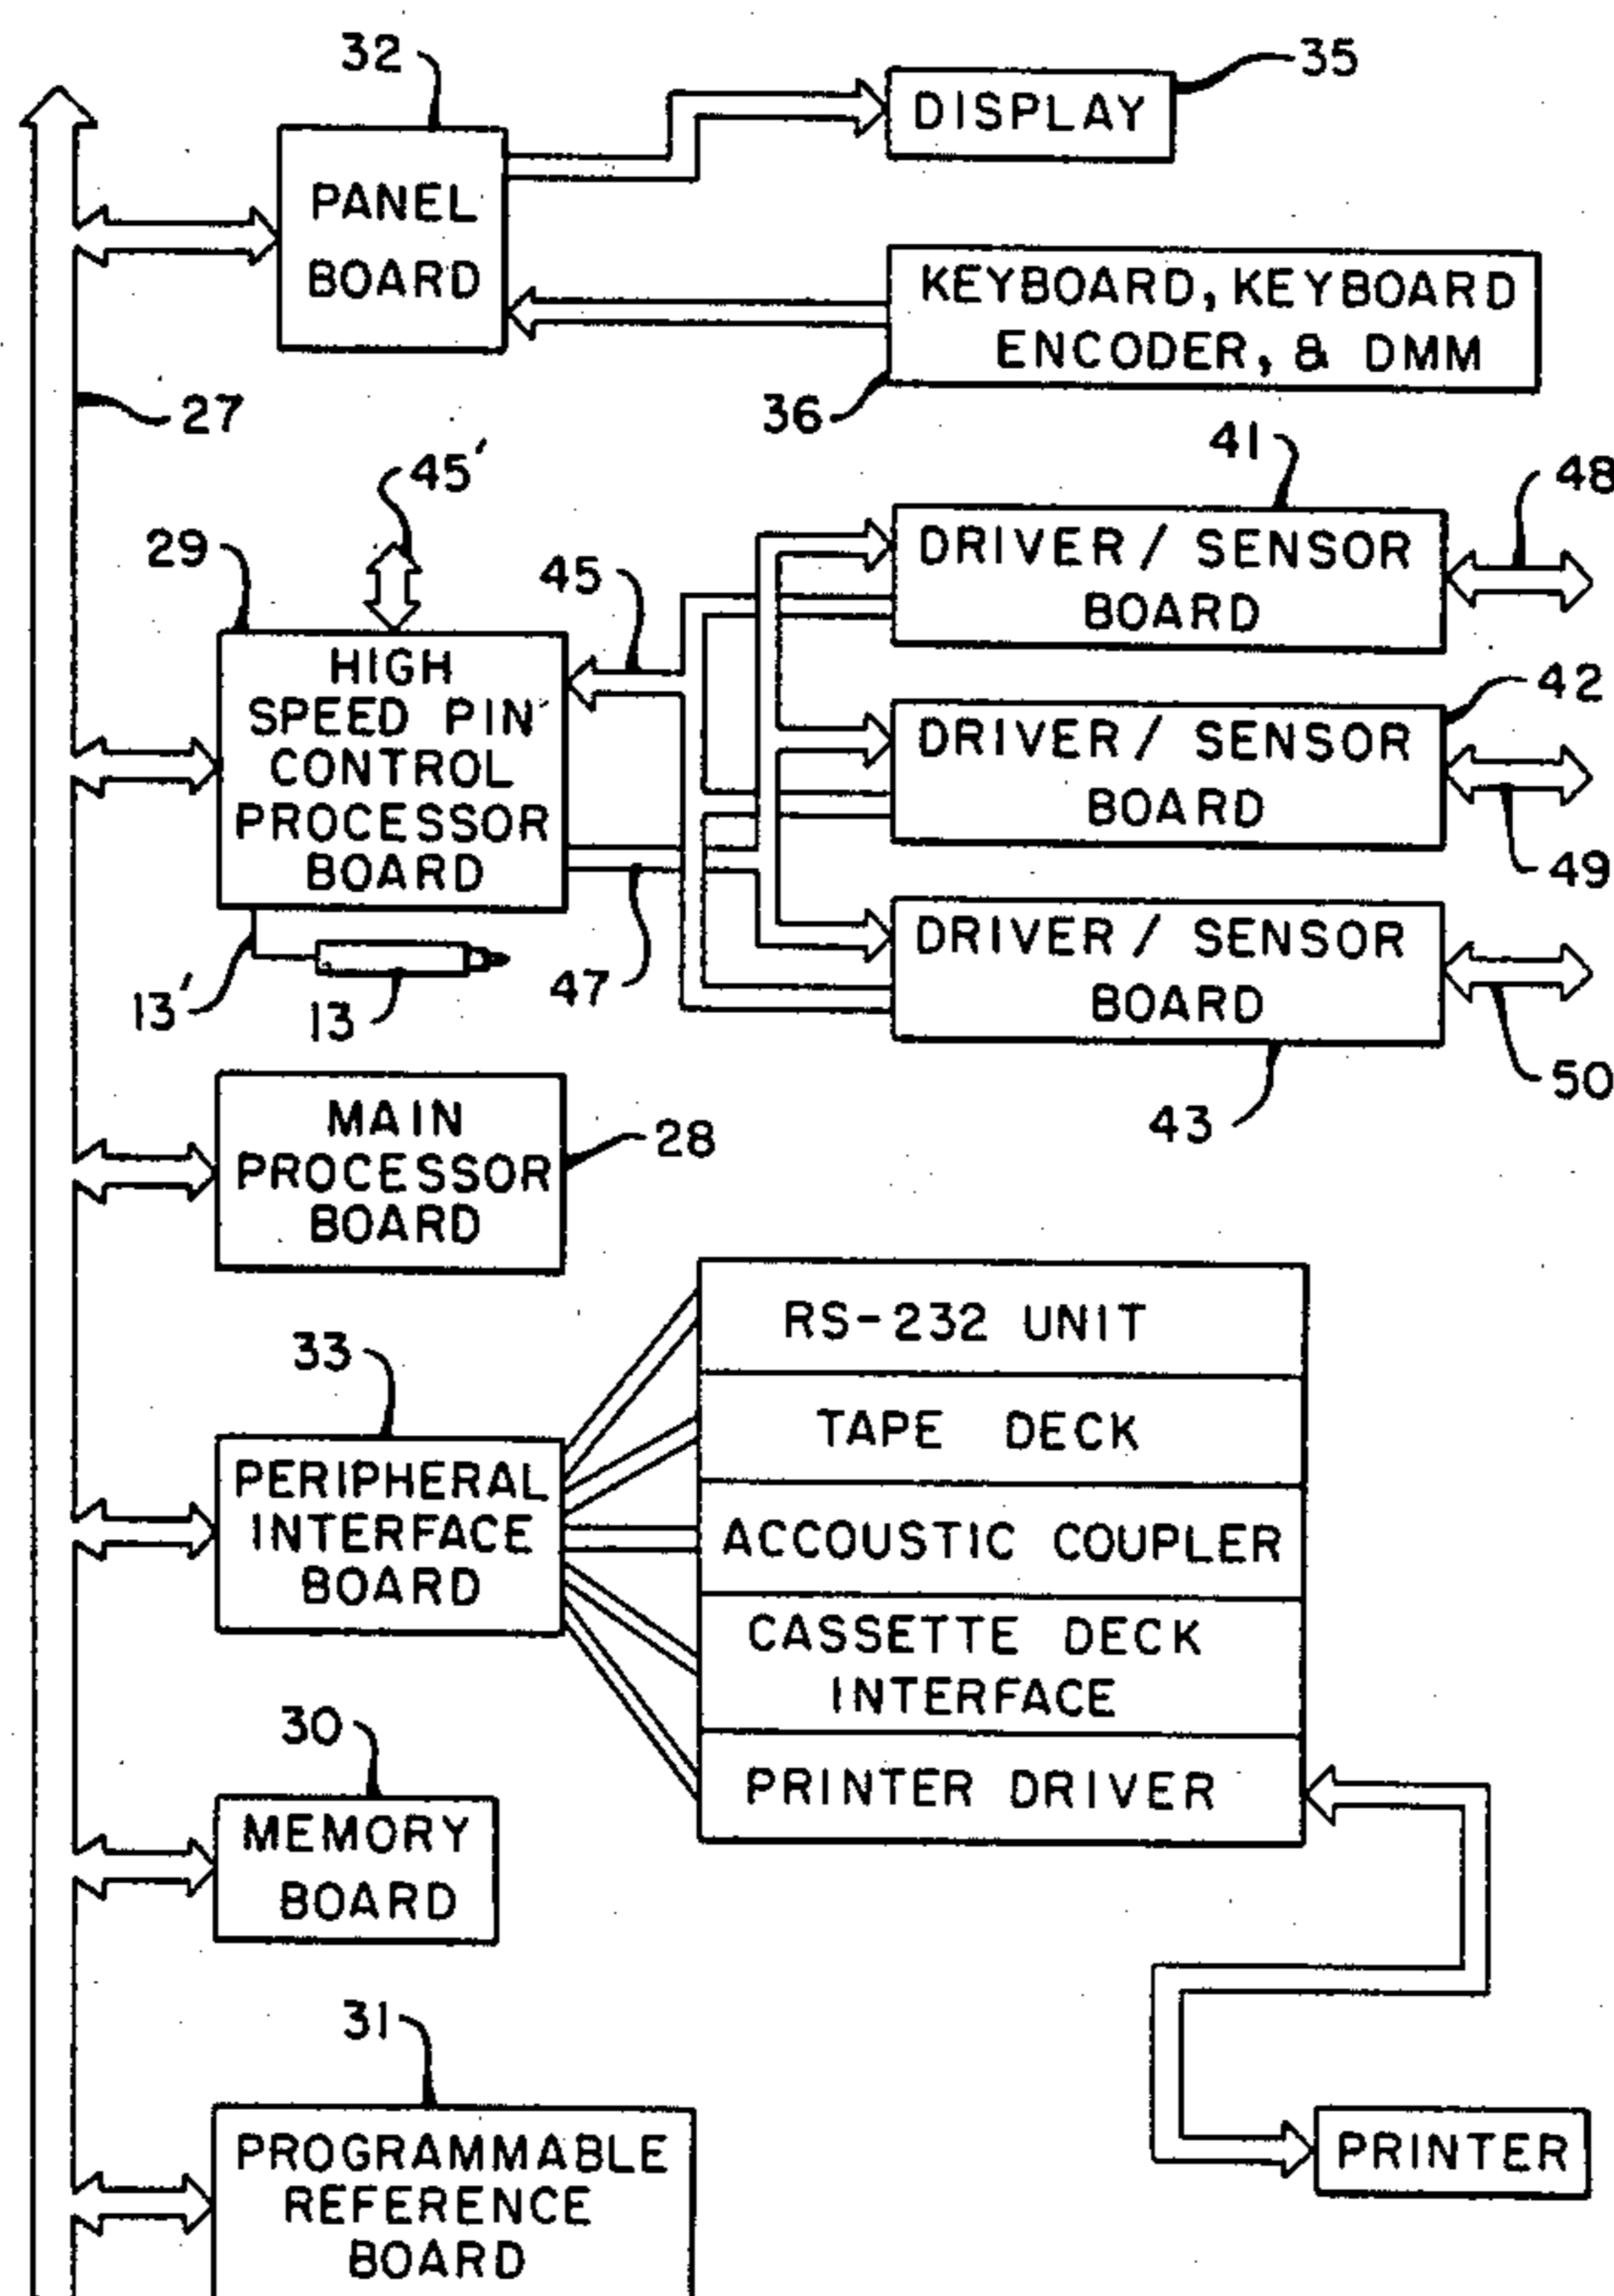 32
35
DISPLAY
PANEL
BOARD
KEYBOARD, KEYBOARD
ENCODER, & DMM
27
36
41
48
45'
29
45
DRIVER / SENSOR
BOARD
HIGH
SPEED PIN
CONTROL
PROCESSOR
BOARD
42
DRIVER / SENSOR
BOARD
49
DRIVER / SENSOR
BOARD
13'
13
47
50
43
MAIN
PROCESSOR
BOARD
28
RS-232 UNIT
33
TAPE DECK
PERIPHERAL
INTERFACE
BOARD
ACCOUSTIC COUPLER
CASSETTE DECK
INTERFACE
30
PRINTER DRIVER
MEMORY
BOARD
31
PROGRAMMABLE
REFERENCE
BOARD
PRINTER